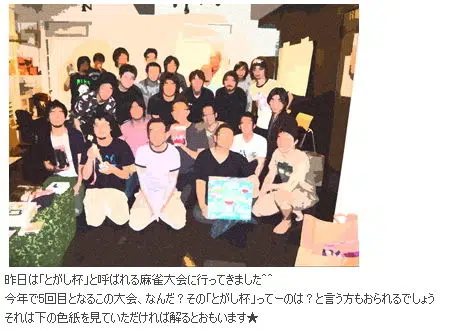 昨日は「とがし杯」と呼ばれる麻雀大会に行ってきました^^
今年で5回目となるこの大会、なんだ？その「とがし杯」ってーのは？と言う方もおられるでしょう
それは下の色紙を見ていただければ解るとおもいます★